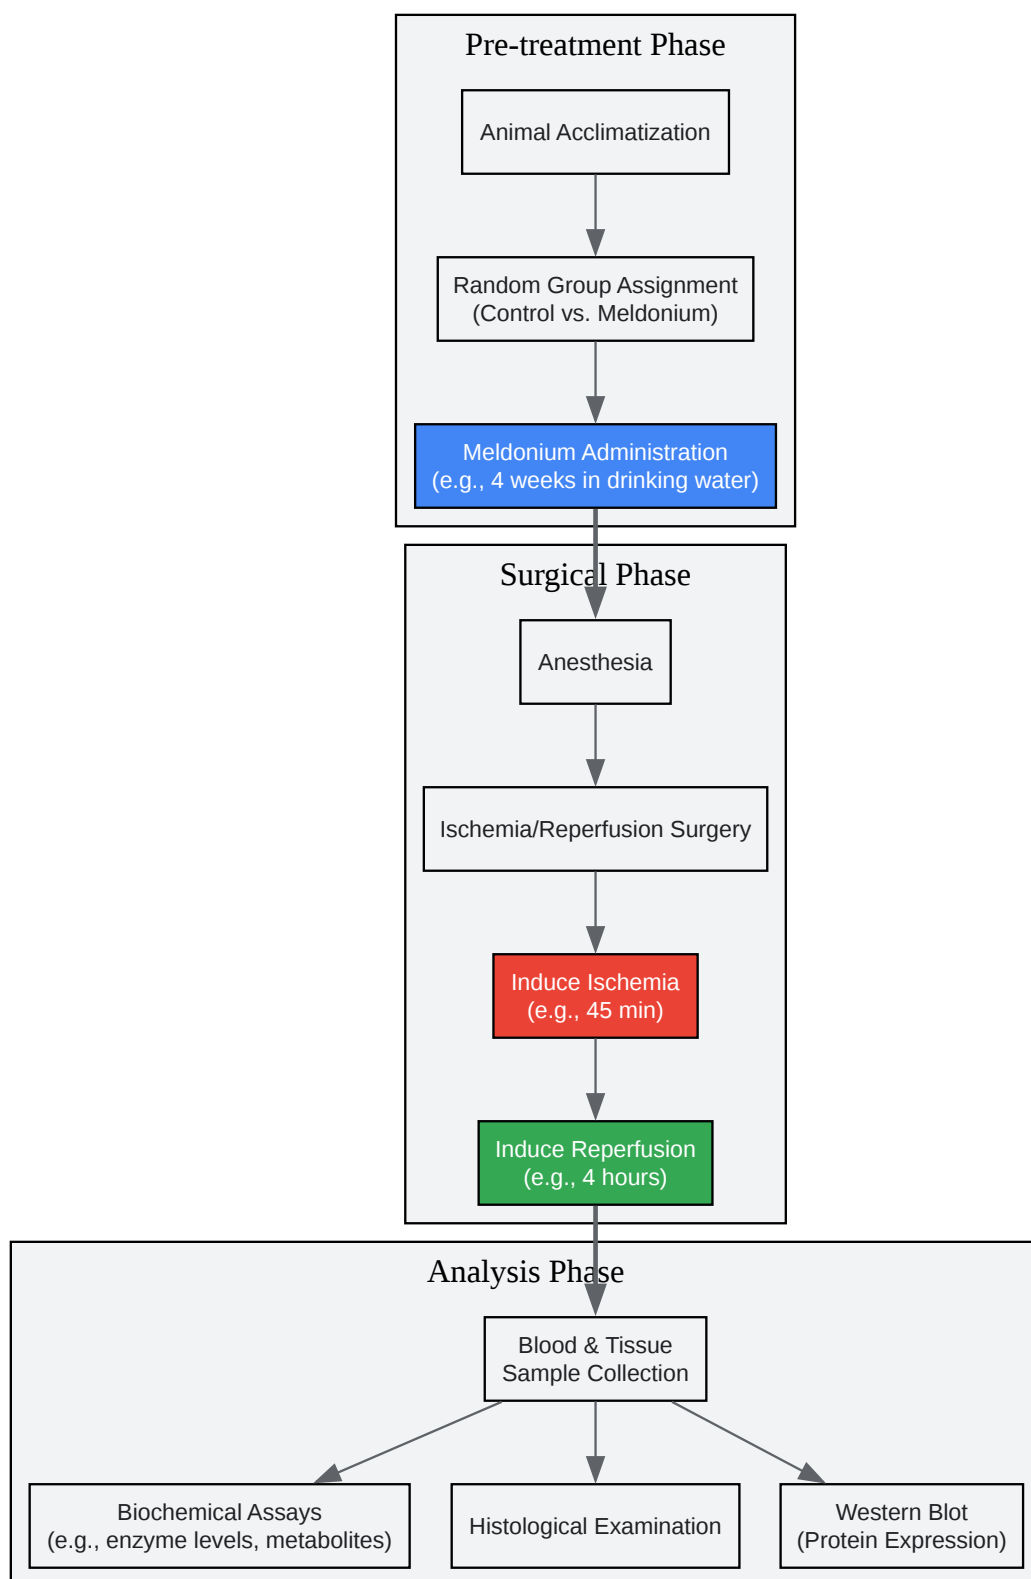 Pre-treatment Phase
Animal Acclimatization
Random Group Assignment
(Control vs. Meldonium)
Meldonium Administration
(e.g., 4 weeks in drinking water)
Surgical Phase
Anesthesia
Ischemia/Reperfusion Surgery
Induce Ischemia
(e.g., 45 min)
Induce Reperfusion
(e.g., 4 hours)
Analysis Phase
Blood & Tissue
Sample Collection
Biochemical Assays
(e.g., enzyme levels, metabolites)
Histological Examination
Western Blot
(Protein Expression)